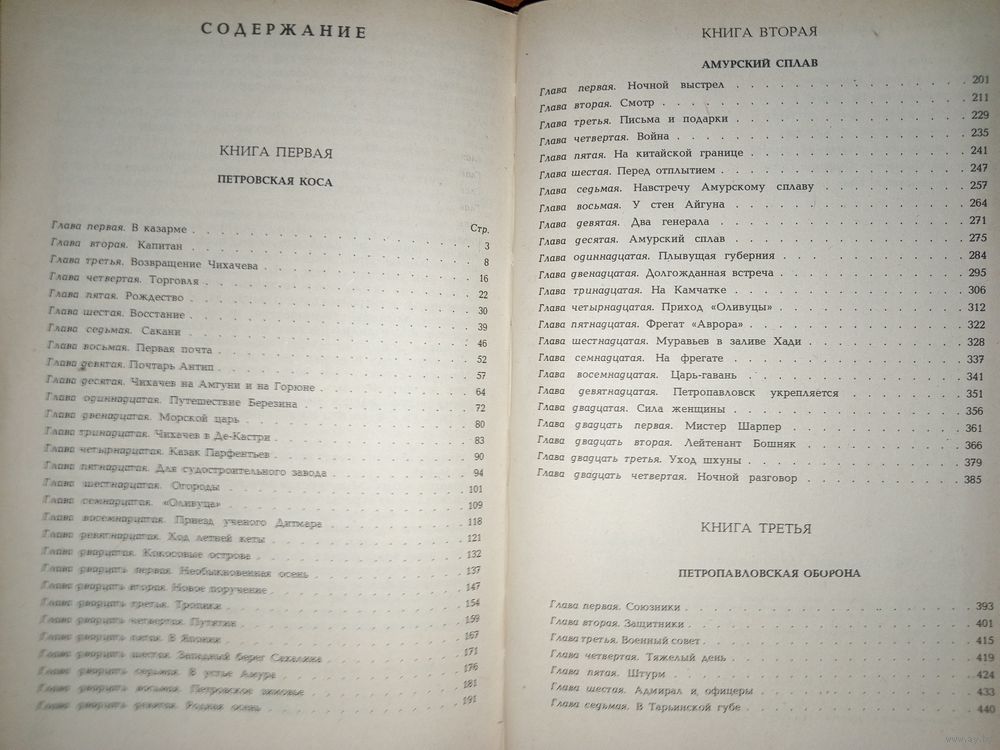 СОДЕРЖАНИЕ
КНИГА ПЕРВАЯ
ПЕТРОВСКАЯ КОСА
Стр.
Глава первая. В казарме . . . 3
Глава вторая. Капитан . . . 8
Глава третья. Возвращение Чихачева . . . 16
Глава четвертая. Торговля . . . 22
Глава пятая. Рождество . . . 30
Глава шестая. Восстание . . . 39
Глава седьмая. Сакани . . . 46
Глава восьмая. Первая почта . . . 52
Глава девятая. Почтарь Антип . . . 57
Глава десятая. Чихачев на Амгуни и на Горюне . . . 64
Глава одиннадцатая. Путешествие Березина . . . 72
Глава двенадцатая. Морской царь . . . 80
Глава тринадцатая. Чихачев в Де-Кастри . . . 83
Глава четырнадцатая. Казак Парфентьев . . . 90
Глава пятнадцатая. Для судостроительного завода . . . 94
Глава шестнадцатая. Огороды . . . 101
Глава семнадцатая. «Оливуца» . . . 109
Глава восемнадцатая. Приезд ученого Дитмара . . . 118
Глава девятнадцатая. Ход летней кеты . . . 121
Глава двадцатая. Кокосовые острова . . . 132
Глава двадцать первая. Необыкновенная осень . . . 137
Глава двадцать вторая. Новое поручение . . . 147
Глава двадцать третья. Тропики . . . 154
Глава двадцать четвертая. Путятин . . . 159
Глава двадцать пятая. В Японии . . . 167
Глава двадцать шестая. Западный берег Сахалина . . . 171
Глава двадцать седьмая. В устье Амура . . . 176
Глава двадцать восьмая. Петровское зимовье . . . 181
Глава двадцать девятая. Родная осень . . . 191
КНИГА ВТОРАЯ
АМУРСКИЙ СПЛАВ
Глава первая. Ночной выстрел . . . 201
Глава вторая. Смотр . . . 211
Глава третья. Письма и подарки . . . 229
Глава четвертая. Война . . . 235
Глава пятая. На китайской границе . . . 241
Глава шестая. Перед отплытием . . . 247
Глава седьмая. Навстречу Амурскому сплаву . . . 257
Глава восьмая. У стен Айгуна . . . 264
Глава девятая. Два генерала . . . 271
Глава десятая. Амурский сплав . . . 275
Глава одиннадцатая. Плывущая губерния . . . 284
Глава двенадцатая. Долгожданная встреча . . . 295
Глава тринадцатая. На Камчатке . . . 306
Глава четырнадцатая. Приход «Оливуцы» . . . 312
Глава пятнадцатая. Фрегат «Аврора» . . . 322
Глава шестнадцатая. Муравьев в заливе Хади . . . 328
Глава семнадцатая. На фрегате . . . 337
Глава восемнадцатая. Царь-гавань . . . 341
Глава девятнадцатая. Петропавловск укрепляется . . . 351
Глава двадцатая. Сила женщины . . . 356
Глава двадцать первая. Мистер Шарпер . . . 361
Глава двадцать вторая. Лейтенант Бошняк . . . 366
Глава двадцать третья. Уход шхуны . . . 379
Глава двадцать четвертая. Ночной разговор . . . 385
КНИГА ТРЕТЬЯ
ПЕТРОПАВЛОВСКАЯ ОБОРОНА
Глава первая. Союзники . . . 393
Глава вторая. Защитники . . . 401
Глава третья. Военный совет . . . 415
Глава четвертая. Тяжелый день . . . 419
Глава пятая. Штурм . . . 424
Глава шестая. Адмирал и офицеры . . . 433
Глава седьмая. В Тарьинской губе . . . 440